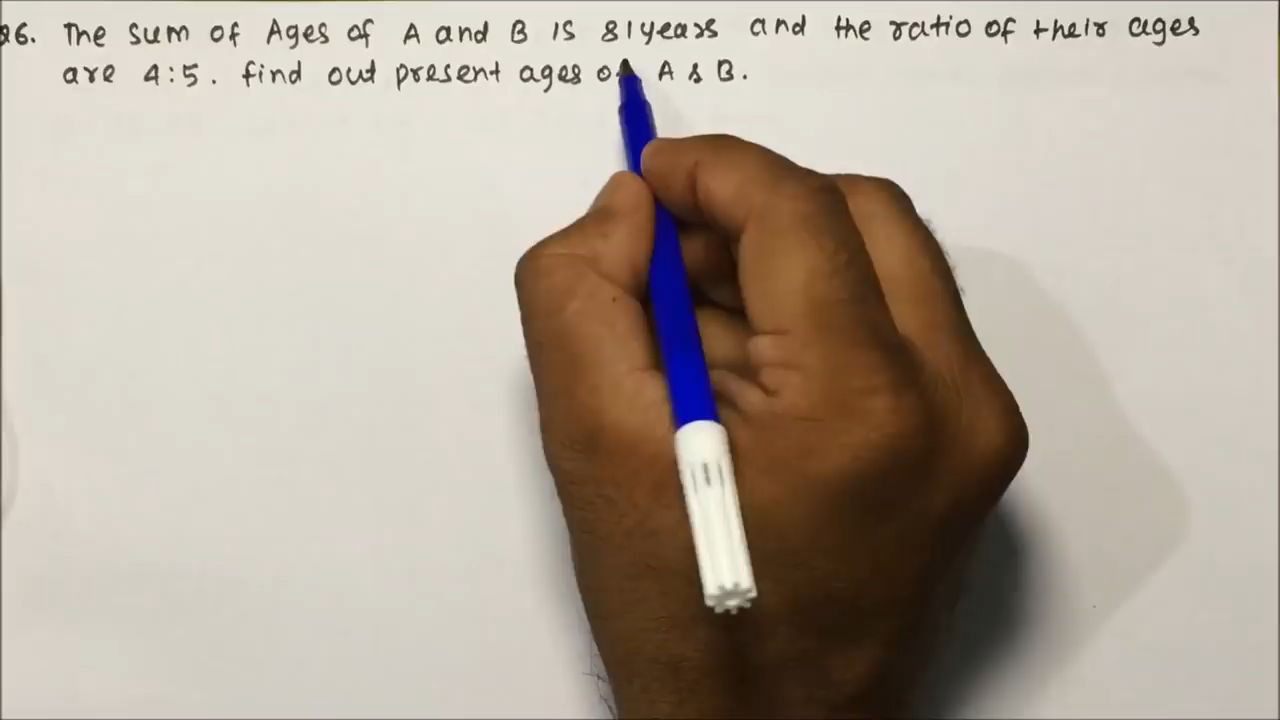 26. The sum of Ages of A and B is 81 years and the ratio of their ages
are 4:5. find out present ages of A & B.